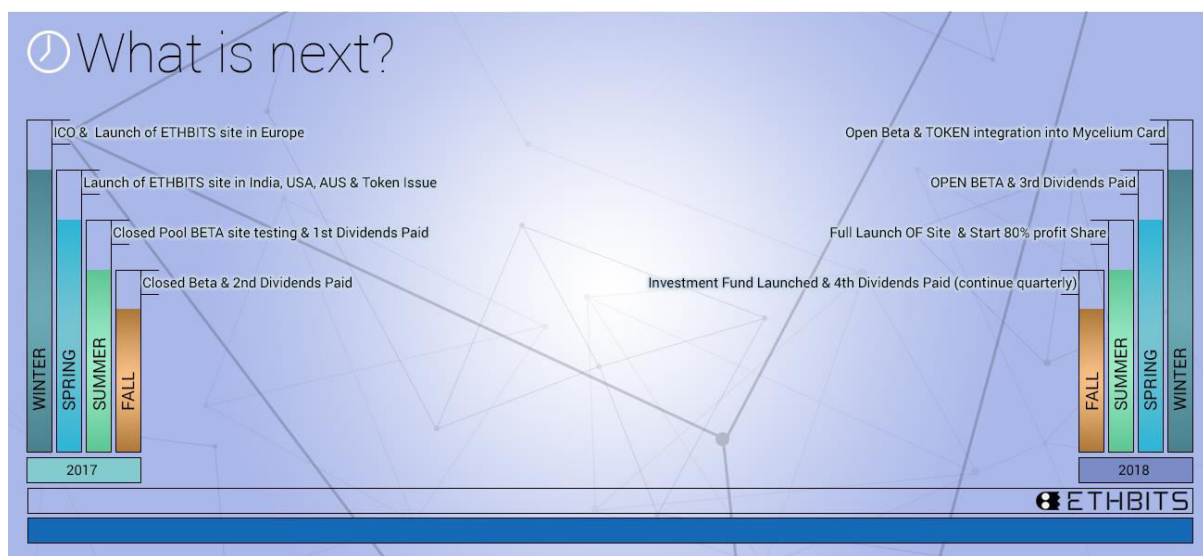 What is next?
ICO & Launch of ETHBITS site in Europe
Launch of ETHBITS site in India, USA, AUS & Token Issue
Closed Pool BETA site testing & 1st Dividends Paid
Closed Beta & 2nd Dividends Paid
WINTER
SPRING
SUMMER
FALL
2017
Open Beta & TOKEN integration into Mycelium Card
OPEN BETA & 3rd Dividends Paid
Full Launch OF Site & Start 80% profit Share
Investment Fund Launched & 4th Dividends Paid (continue quarterly)
FALL
SUMMER
SPRING
WINTER
2018
ETHBITS